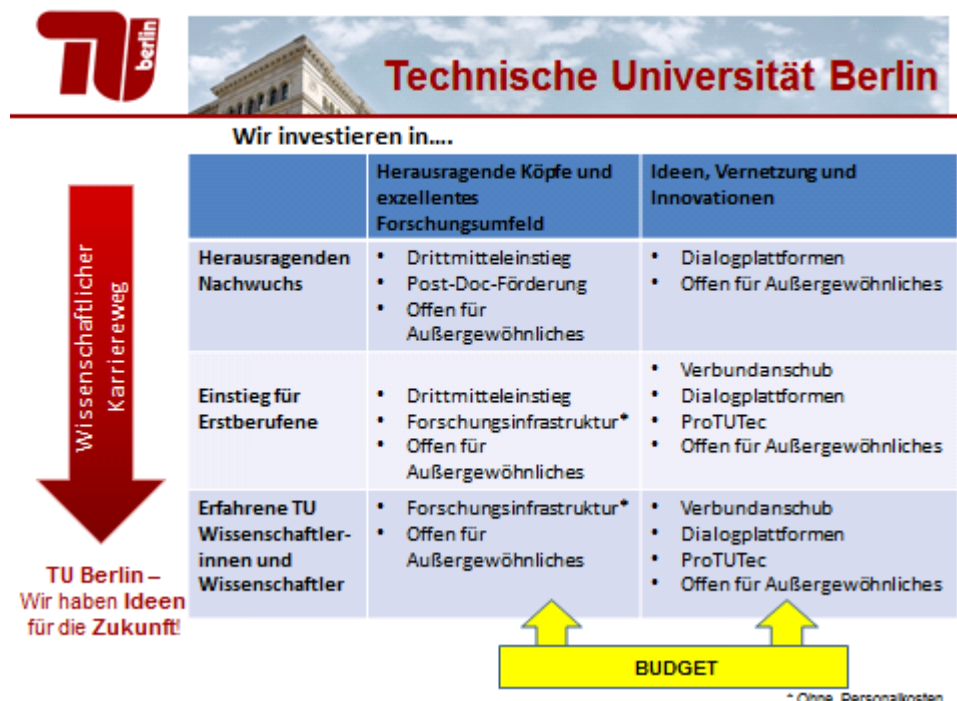 TU berlin
Technische Universität Berlin
Wir investieren in....
Herausragende Köpfe und
exzellentes
Forschungsumfeld
Ideen, Vernetzung und
Innovationen
Wissenschaftlicher
Karriereweg
Herausragenden
Nachwuchs
• Drittmitteleinstieg
• Post-Doc-Förderung
• Offen für
Außergewöhnliches
• Dialogplattformen
• Offen für Außergewöhnliches
Einstieg für
Erstberufene
• Drittmitteleinstieg
• Forschungsinfrastruktur*
• Offen für
Außergewöhnliches
• Verbundanschub
• Dialogplattformen
• ProTUTec
• Offen für Außergewöhnliches
Erfahrene TU
Wissenschaftler-
innen und
Wissenschaftler
• Forschungsinfrastruktur*
• Offen für
Außergewöhnliches
• Verbundanschub
• Dialogplattformen
• ProTUTec
• Offen für Außergewöhnliches
TU Berlin –
Wir haben Ideen
für die Zukunft!
BUDGET
* Ohne Personalkosten